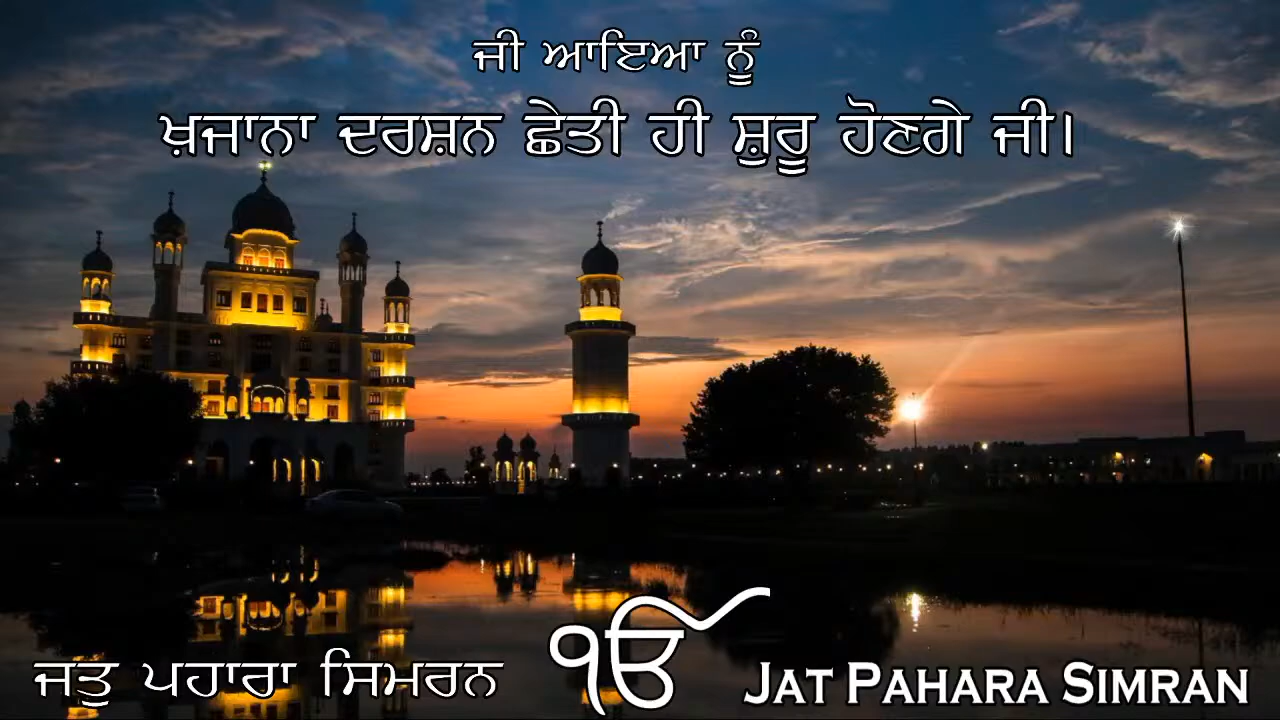 ਜੀ ਆਇਆ ਨੂੰ
ਖ਼ਜਾਨਾ ਦਰਸ਼ਨ ਛੇਤੀ ਹੀ ਸ਼ੁਰੂ ਹੋਣਗੇ ਜੀ।
ਜਤੁ ਪਹਾਰਾ ਸਿਮਰਨ ੴ JAT PAHARA SIMRAN